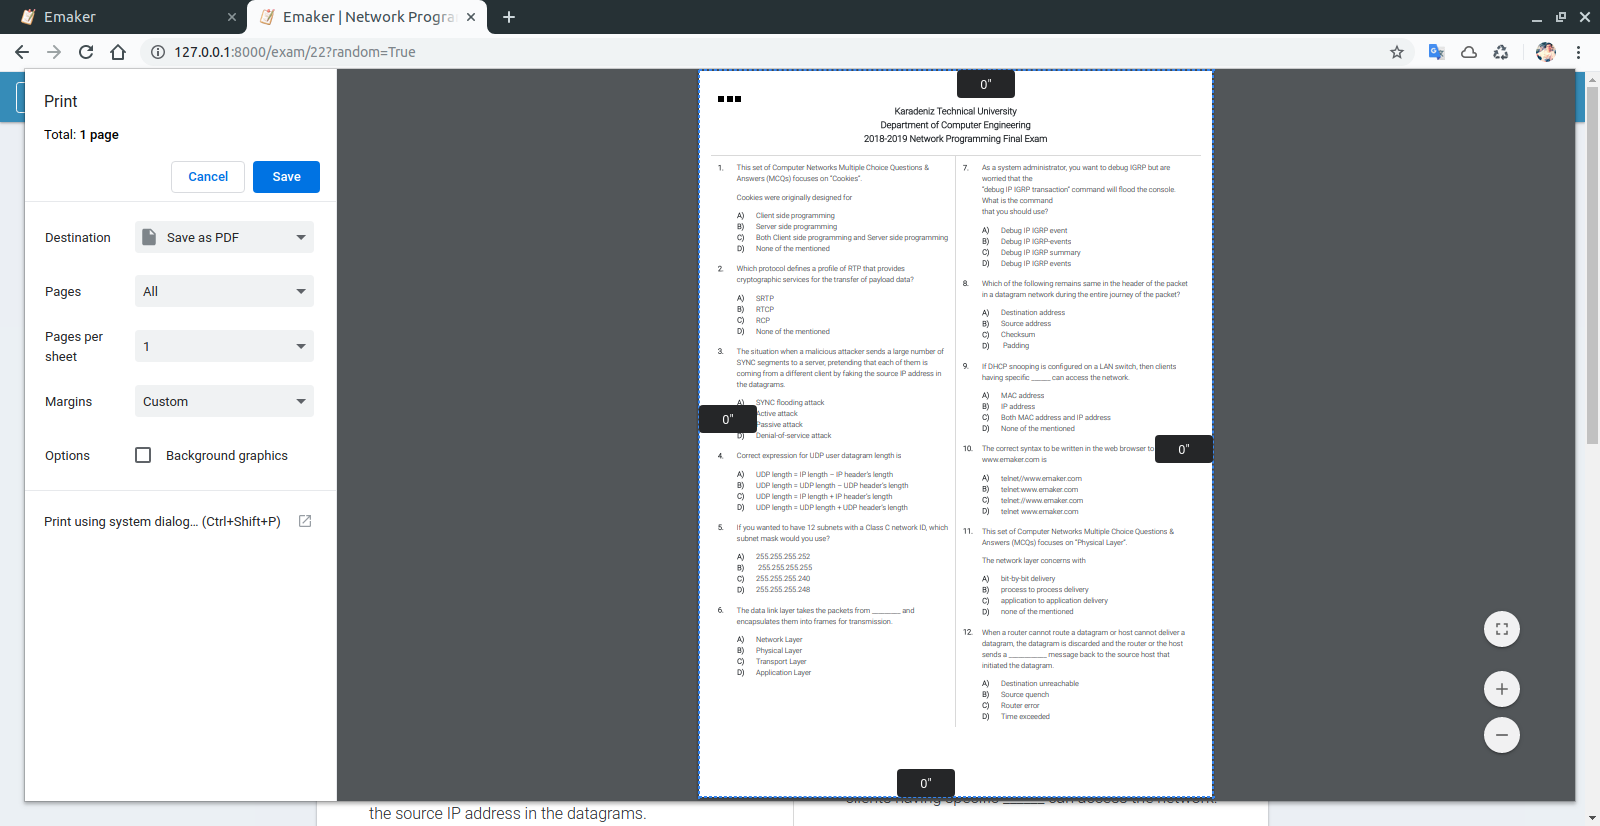 Emaker
Emaker | Network Progra
127.0.0.1:8000/exam/22?random=True
Print
Total: 1 page
Cancel
Save
Destination
Save as PDF
Pages
All
Pages per
sheet
1
Margins
Custom
Options
Background graphics
Print using system dialog... (Ctrl+Shift+P)
0"
0"
0"
0"
Karadeniz Technical University
Department of Computer Engineering
2018-2019 Network Programming Final Exam
1. This set of Computer Networks Multiple Choice Questions &
Answers (MCQs) focuses on "Cookies".
Cookies were originally designed for
A) Client side programming
B) Server side programming
C) Both Client side programming and Server side programming
D) None of the mentioned
2. Which protocol defines a profile of RTP that provides
cryptographic services for the transfer of payload data?
A) SRTP
B) RTCP
C) RCP
D) None of the mentioned
3. The situation when a malicious attacker sends a large number of
SYNC segments to a server, pretending that each of them is
coming from a different client by faking the source IP address in
the datagrams.
A) SYNC flooding attack
Active attack
Passive attack
D) Denial-of-service attack
4. Correct expression for UDP user datagram length is
A) UDP length = IP length – IP header's length
B) UDP length = UDP length – UDP header's length
C) UDP length = IP length + IP header's length
D) UDP length = UDP length + UDP header's length
5. If you wanted to have 12 subnets with a Class C network ID, which
subnet mask would you use?
A) 255.255.255.252
B) 255.255.255.255
C) 255.255.255.240
D) 255.255.255.248
6. The data link layer takes the packets from ________ and
encapsulates them into frames for transmission.
A) Network Layer
B) Physical Layer
C) Transport Layer
D) Application Layer
7. As a system administrator, you want to debug IGRP but are
worried that the
"debug IP IGRP transaction" command will flood the console.
What is the command
that you should use?
A) Debug IP IGRP event
B) Debug IP IGRP-events
C) Debug IP IGRP summary
D) Debug IP IGRP events
8. Which of the following remains same in the header of the packet
in a datagram network during the entire journey of the packet?
A) Destination address
B) Source address
C) Checksum
D) Padding
9. If DHCP snooping is configured on a LAN switch, then clients
having specific ______ can access the network.
A) MAC address
B) IP address
C) Both MAC address and IP address
D) None of the mentioned
10. The correct syntax to be written in the web browser to
www.emaker.com is
A) telnet//www.emaker.com
B) telnet:www.emaker.com
C) telnet://www.emaker.com
D) telnet www.emaker.com
11. This set of Computer Networks Multiple Choice Questions &
Answers (MCQs) focuses on "Physical Layer".
The network layer concerns with
A) bit-by-bit delivery
B) process to process delivery
C) application to application delivery
D) none of the mentioned
12. When a router cannot route a datagram or host cannot deliver a
datagram, the datagram is discarded and the router or the host
sends a ___________ message back to the source host that
initiated the datagram.
A) Destination unreachable
B) Source quench
C) Router error
D) Time exceeded
clients having specific ______ can access the network.
the source IP address in the datagrams.